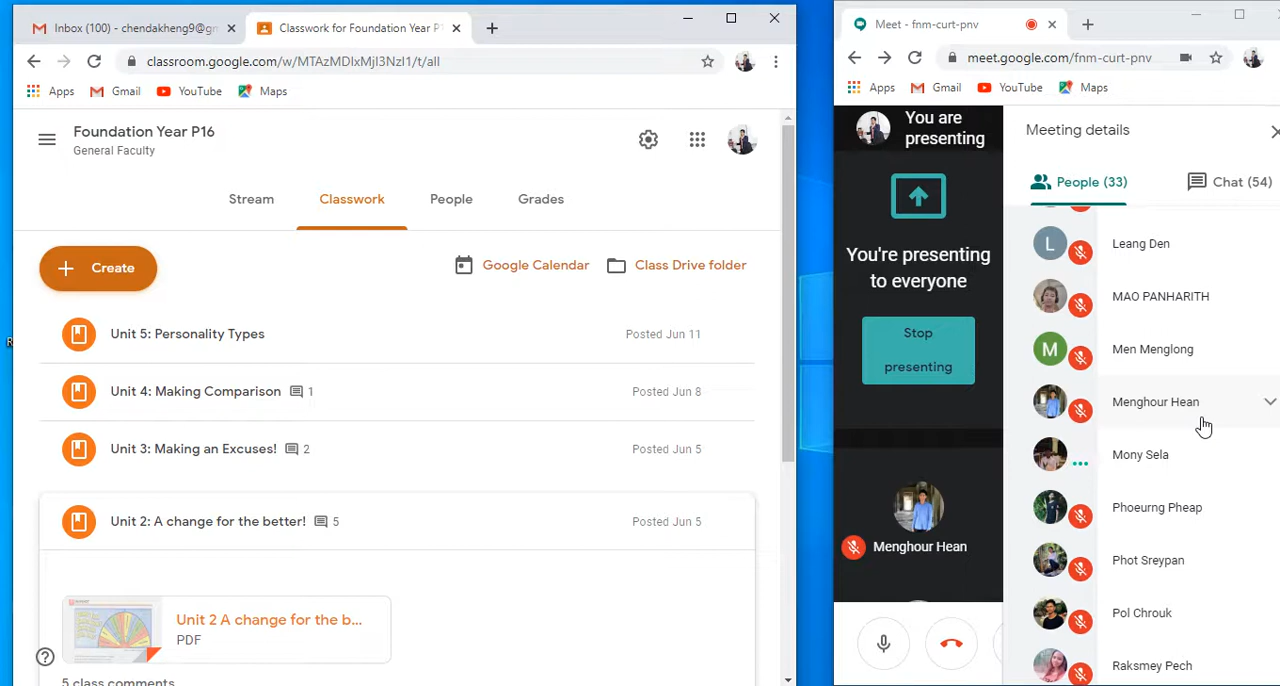 Inbox (100) - chendakheng9@gm
Classwork for Foundation Year P1
classroom.google.com/w/MTAzMDIxMjI3NzI1/t/all
Apps
Gmail
YouTube
Maps
Foundation Year P16
General Faculty
Stream
Classwork
People
Grades
Create
Google Calendar
Class Drive folder
Unit 5: Personality Types
Posted Jun 11
Unit 4: Making Comparison
1
Posted Jun 8
Unit 3: Making an Excuses!
2
Posted Jun 5
Unit 2: A change for the better!
5
Posted Jun 5
Unit 2 A change for the b...
PDF
5 class comments
Meet - fnm-curt-pnv
meet.google.com/fnm-curt-pnv
Apps
Gmail
YouTube
Maps
You are
presenting
You're presenting
to everyone
Stop
presenting
Menghour Hean
Meeting details
People (33)
Chat (54)
L
Leang Den
MAO PANHARITH
M
Men Menglong
Menghour Hean
Mony Sela
Phoeurng Pheap
Phot Sreypan
Pol Chrouk
Raksmey Pech